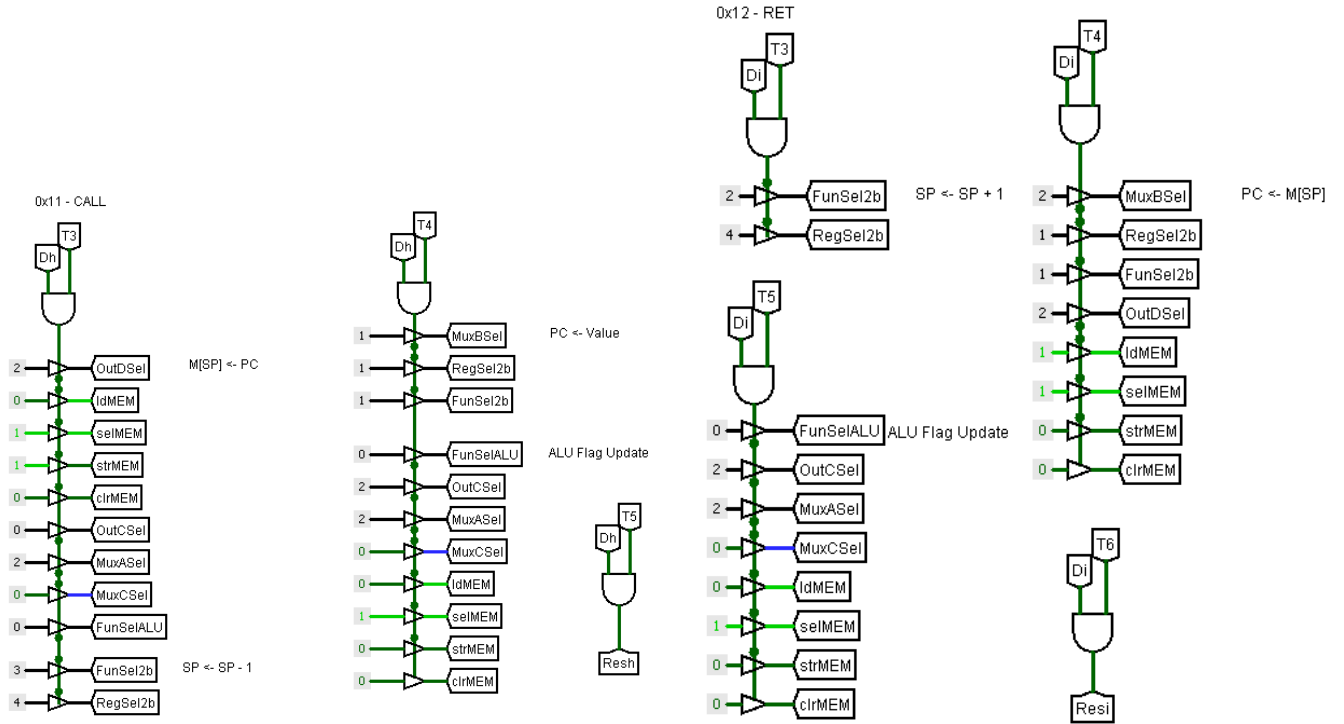 0x11 - CALL
Dh
T3
2 OutDSel M[SP] <- PC
0 ldMEM
1 selMEM
1 strMEM
0 clrMEM
0 OutCSel
2 MuxASel
0 MuxCSel
0 FunSelALU
3 FunSel2b SP <- SP - 1
4 RegSel2b
Dh
T4
1 MuxBSel PC <- Value
1 RegSel2b
1 FunSel2b
0 FunSelALU ALU Flag Update
2 OutCSel
2 MuxASel
0 MuxCSel
0 ldMEM
1 selMEM
0 strMEM
0 clrMEM
Dh
T5
Resh
0x12 - RET
Di
T3
2 FunSel2b SP <- SP + 1
4 RegSel2b
Di
T4
2 MuxBSel PC <- M[SP]
1 RegSel2b
1 FunSel2b
2 OutDSel
1 ldMEM
1 selMEM
0 strMEM
0 clrMEM
Di
T5
0 FunSelALU ALU Flag Update
2 OutCSel
2 MuxASel
0 MuxCSel
0 ldMEM
1 selMEM
0 strMEM
0 clrMEM
Di
T6
Resi